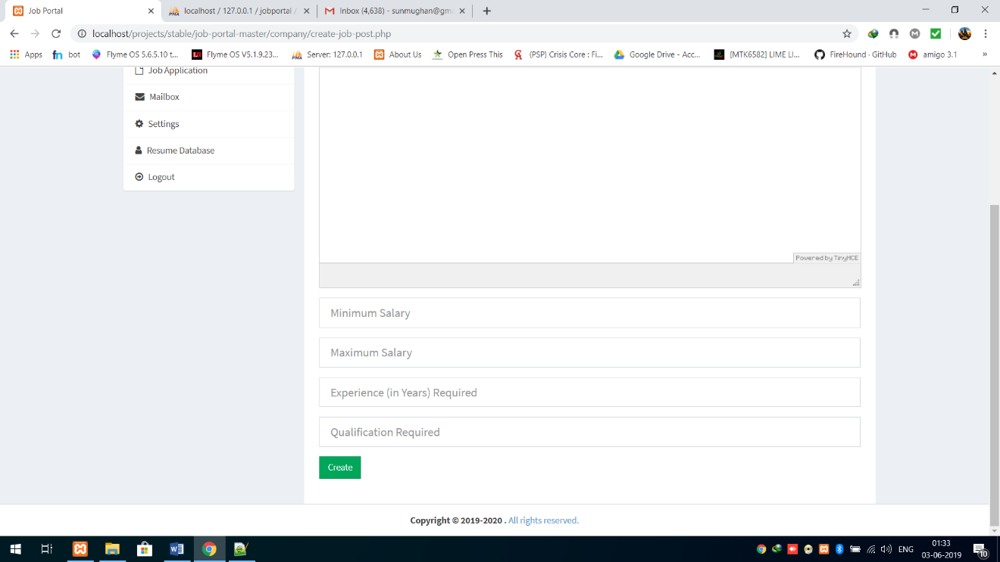 Job Portal
localhost / 127.0.0.1 / jobportal /
Inbox (4,638) - sunmughan@gm
localhost/projects/stable/job-portal-master/company/create-job-post.php
Apps
bot
Flyme OS 5.6.5.10 t...
Flyme OS V5.1.9.23...
Server: 127.0.0.1
About Us
Open Press This
(PSP) Crisis Core : Fi...
Google Drive - Acc...
[MTK6582] LIME LI...
FireHound · GitHub
amigo 3.1
»
Job Application
Mailbox
Settings
Resume Database
Logout
Powered by TinyMCE
Minimum Salary
Maximum Salary
Experience (in Years) Required
Qualification Required
Create
Copyright © 2019-2020 . All rights reserved.
ENG
01:33
03-06-2019
10